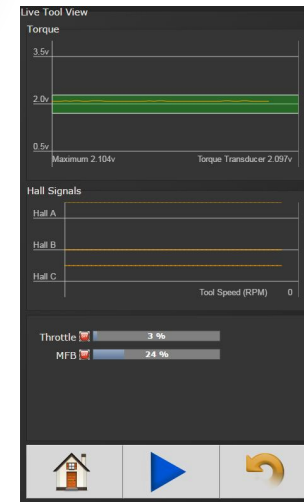 Live Tool View
Torque
3.5v
2.0v
0.5v
Maximum 2.104v Torque Transducer 2.097v
Hall Signals
Hall A
Hall B
Hall C
Tool Speed (RPM) 0
Throttle 3 %
MFB 24 %